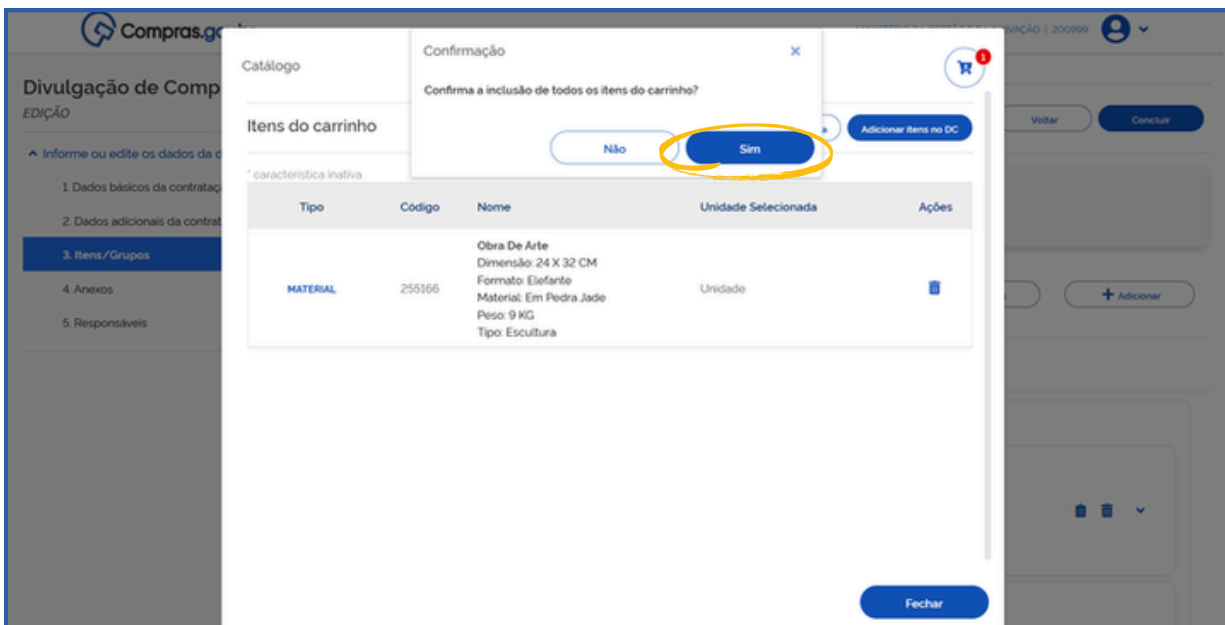 Compras.go
| 200999
Divulgação de Comp
EDIÇÃO
Informe ou edite os dados da c
1. Dados básicos da contrataç
2. Dados adicionais da contrat
3. Itens/Grupos
4. Anexos
5. Responsáveis
Catálogo
Confirmação
×
Confirma a inclusão de todos os itens do carrinho?
Não
Sim
1
Itens do carrinho
Adicionar itens no DC
* característica inativa
Tipo Código Nome Unidade Selecionada Ações
MATERIAL 255166 Obra De Arte Unidade
Dimensão: 24 X 32 CM
Formato: Elefante
Material: Em Pedra Jade
Peso: 9 KG
Tipo: Escultura
Fechar
Voltar
Concluir
+ Adicionar